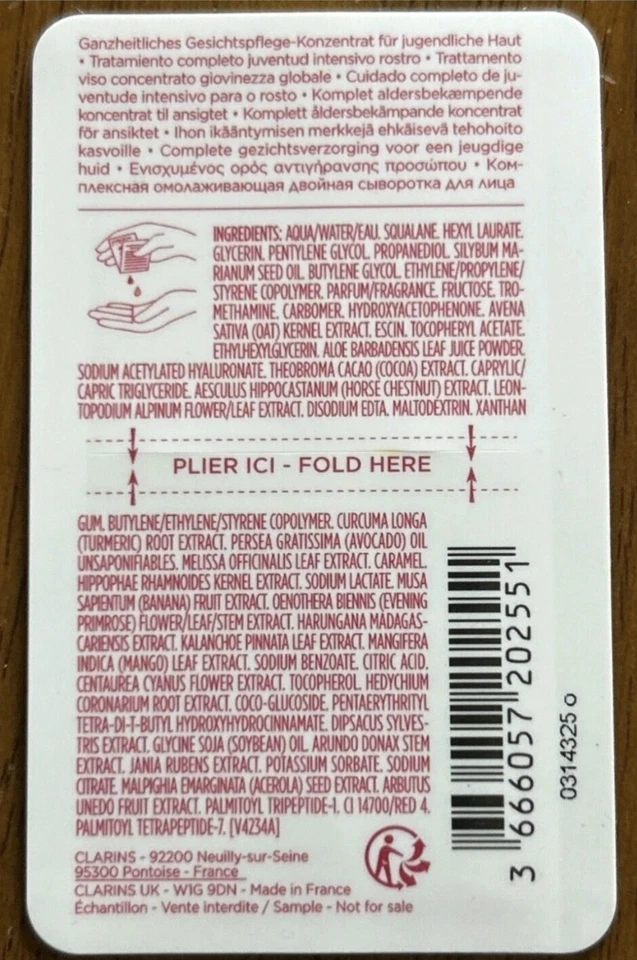 Ganzheitliches Gesichtspflege-Konzentrat für jugendliche Haut
• Tratamiento completo juventud intensivo rostro • Trattamento
viso concentrato giovinezza globale • Cuidado completo de ju-
ventude intensivo para o rosto • Komplet aldersbekæmpende
koncentrat til ansigtet • Komplett åldersbekämpande koncentrat
för ansiktet • Ihon ikääntymisen merkkejä ehkäisevä tehohoito
kasvoille • Complete gezichtsverzorging voor een jeugdige
huid • Ενισχυμένος ορός αντιγήρανσης προσώπου • Ком-
плексная омолаживающая двойная сыворотка для лица
INGREDIENTS: AQUA/WATER/EAU. SQUALANE. HEXYL LAURATE.
GLYCERIN. PENTYLENE GLYCOL. PROPANEDIOL. SILYBUM MA-
RIANUM SEED OIL. BUTYLENE GLYCOL. ETHYLENE/PROPYLENE/
STYRENE COPOLYMER. PARFUM/FRAGRANCE. FRUCTOSE. TRO-
METHAMINE. CARBOMER. HYDROXYACETOPHENONE. AVENA
SATIVA (OAT) KERNEL EXTRACT. ESCIN. TOCOPHERYL ACETATE.
ETHYLHEXYLGLYCERIN. ALOE BARBADENSIS LEAF JUICE POWDER.
SODIUM ACETYLATED HYALURONATE. THEOBROMA CACAO (COCOA) EXTRACT. CAPRYLIC/
CAPRIC TRIGLYCERIDE. AESCULUS HIPPOCASTANUM (HORSE CHESTNUT) EXTRACT. LEON-
TOPODIUM ALPINUM FLOWER/LEAF EXTRACT. DISODIUM EDTA. MALTODEXTRIN. XANTHAN
PLIER ICI - FOLD HERE
GUM. BUTYLENE/ETHYLENE/STYRENE COPOLYMER. CURCUMA LONGA
(TURMERIC) ROOT EXTRACT. PERSEA GRATISSIMA (AVOCADO) OIL
UNSAPONIFIABLES. MELISSA OFFICINALIS LEAF EXTRACT. CARAMEL.
HIPPOPHAE RHAMNOIDES KERNEL EXTRACT. SODIUM LACTATE. MUSA
SAPIENTUM (BANANA) FRUIT EXTRACT. OENOTHERA BIENNIS (EVENING
PRIMROSE) FLOWER/LEAF/STEM EXTRACT. HARUNGANA MADAGAS-
CARIENSIS EXTRACT. KALANCHOE PINNATA LEAF EXTRACT. MANGIFERA
INDICA (MANGO) LEAF EXTRACT. SODIUM BENZOATE. CITRIC ACID.
CENTAUREA CYANUS FLOWER EXTRACT. TOCOPHEROL. HEDYCHIUM
CORONARIUM ROOT EXTRACT. COCO-GLUCOSIDE. PENTAERYTHRITYL
TETRA-DI-T-BUTYL HYDROXYHYDROCINNAMATE. DIPSACUS SYLVES-
TRIS EXTRACT. GLYCINE SOJA (SOYBEAN) OIL. ARUNDO DONAX STEM
EXTRACT. JANIA RUBENS EXTRACT. POTASSIUM SORBATE. SODIUM
CITRATE. MALPIGHIA EMARGINATA (ACEROLA) SEED EXTRACT. ARBUTUS
UNEDO FRUIT EXTRACT. PALMITOYL TRIPEPTIDE-1. CI 14700/RED 4.
PALMITOYL TETRAPEPTIDE-7. [V4234A]
CLARINS - 92200 Neuilly-sur-Seine
95300 Pontoise - France
CLARINS UK - W1G 9DN - Made in France
Échantillon - Vente interdite / Sample - Not for sale
3 666057 202551
0314325 o